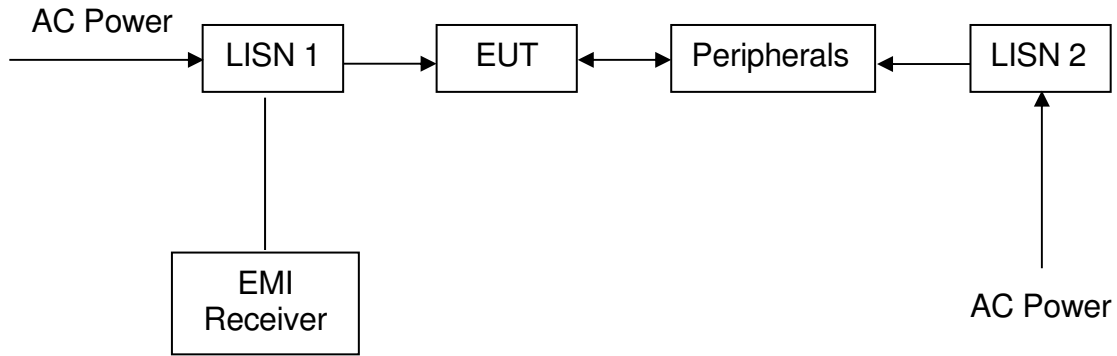 AC Power
LISN 1
EUT
Peripherals
LISN 2
EMI
Receiver
AC Power